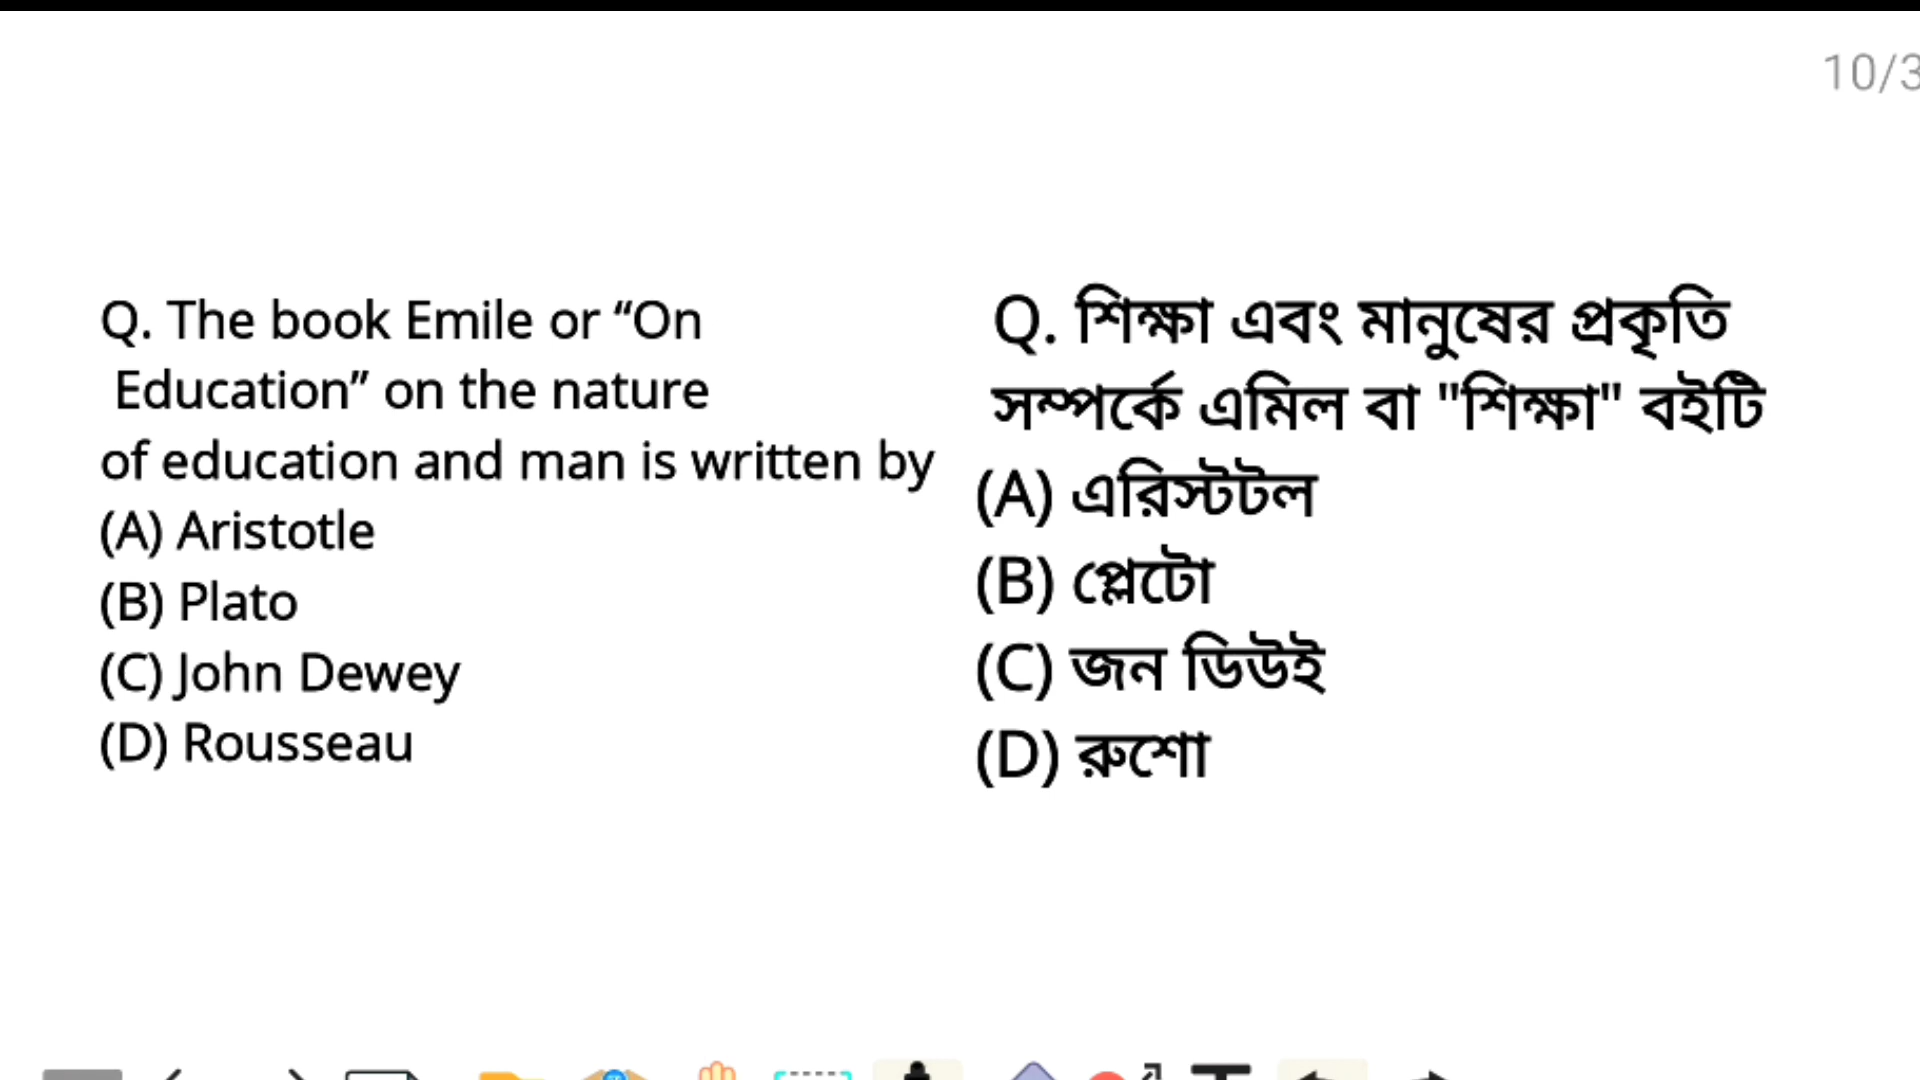 10/3
Q. The book Emile or “On
Education” on the nature
of education and man is written by
(A) Aristotle
(B) Plato
(C) John Dewey
(D) Rousseau
Q. শিক্ষা এবং মানুষের প্রকৃতি
সম্পর্কে এমিল বা "শিক্ষা" বইটি
(A) এরিস্টটল
(B) প্লেটো
(C) জন ডিউই
(D) রুশো